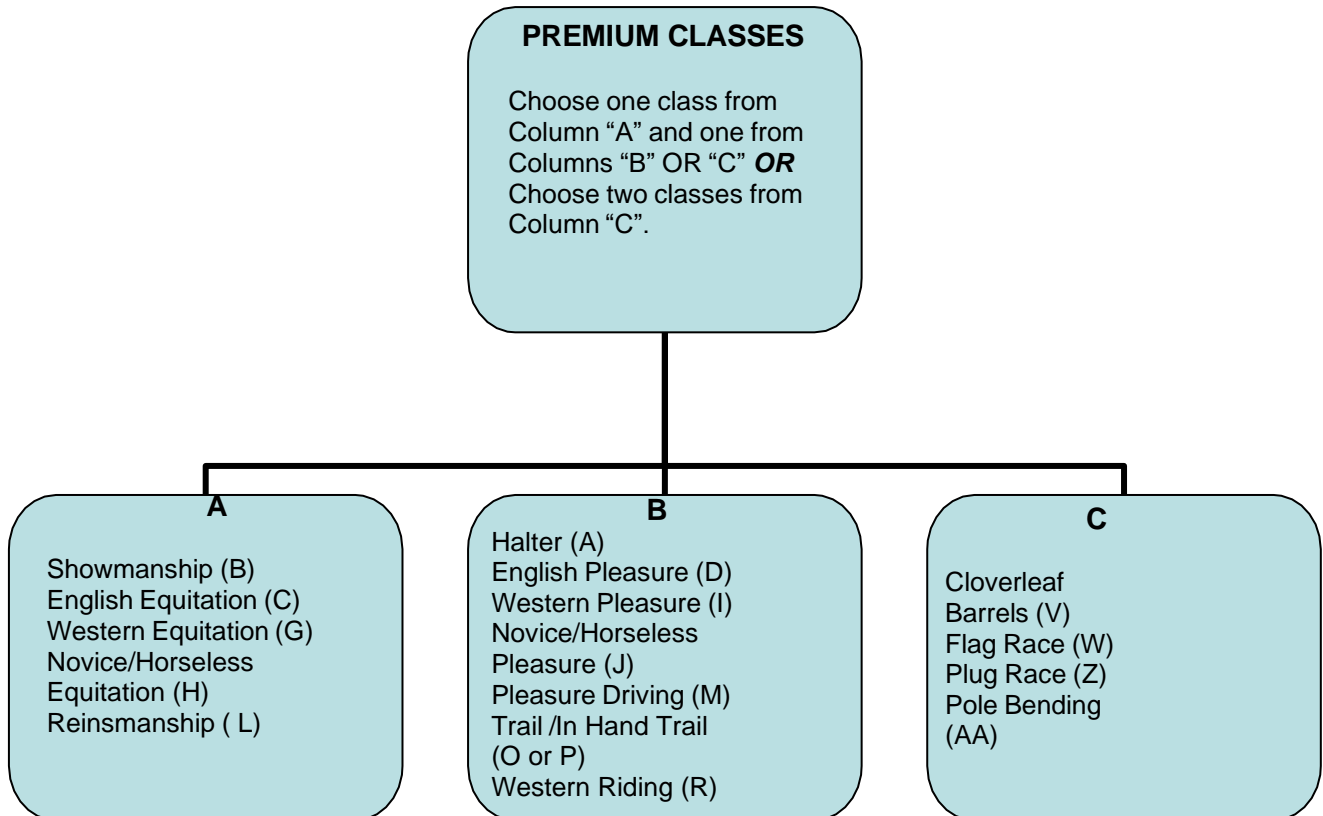 PREMIUM CLASSES
Choose one class from
Column “A” and one from
Columns “B” OR “C” OR
Choose two classes from
Column “C”.
A
Showmanship (B)
English Equitation (C)
Western Equitation (G)
Novice/Horseless
Equitation (H)
Reinsmanship ( L)
B
Halter (A)
English Pleasure (D)
Western Pleasure (I)
Novice/Horseless
Pleasure (J)
Pleasure Driving (M)
Trail /In Hand Trail
(O or P)
Western Riding (R)
C
Cloverleaf
Barrels (V)
Flag Race (W)
Plug Race (Z)
Pole Bending
(AA)